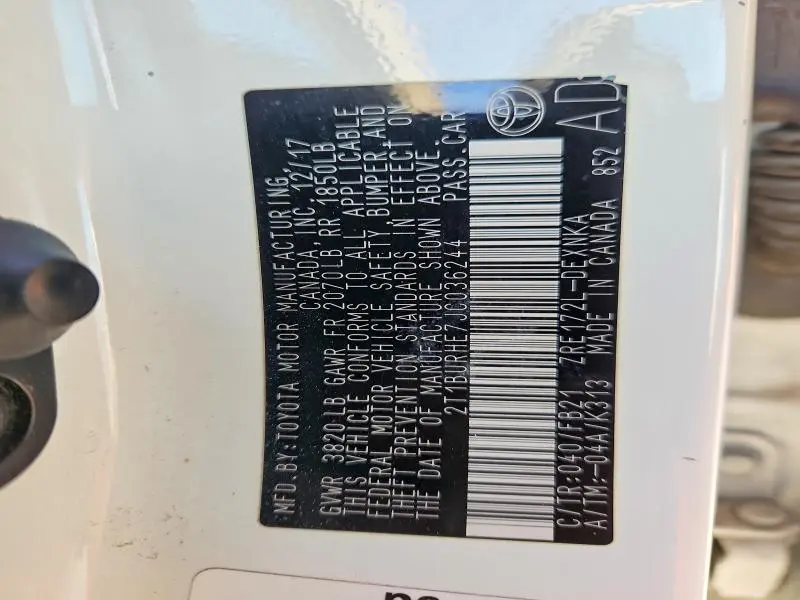 MFD.BY:TOYOTA MOTOR MANUFACTURING,
CANADA, INC. 12/17
GVWR 3820LB GAWR FR 2070LB RR 1850LB
THIS VEHICLE CONFORMS TO ALL APPLICABLE
FEDERAL MOTOR VEHICLE SAFETY, BUMPER,AND
THEFT PREVENTION STANDARDS IN EFFECT ON
THE DATE OF MANUFACTURE SHOWN ABOVE.
2T1BURHE7JC036244 PASS.CAR
C/TR:040/FB21 ZRE172L-DEXNKA
A/TM:-04A/K313 MADE IN CANADA 852